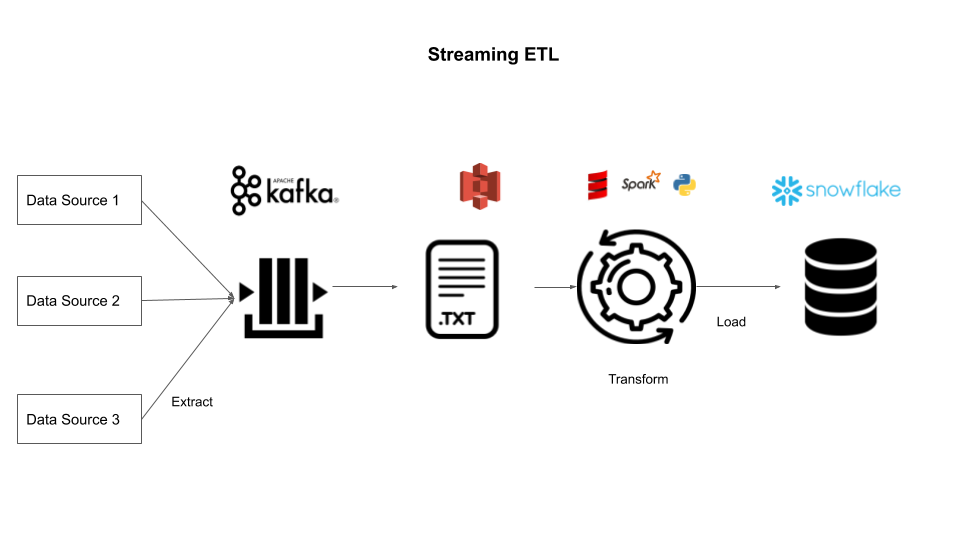 Streaming ETL
APACHE
kafka®
Spark
snowflake
Data Source 1
Data Source 2
Data Source 3
.TXT
Extract
Transform
Load